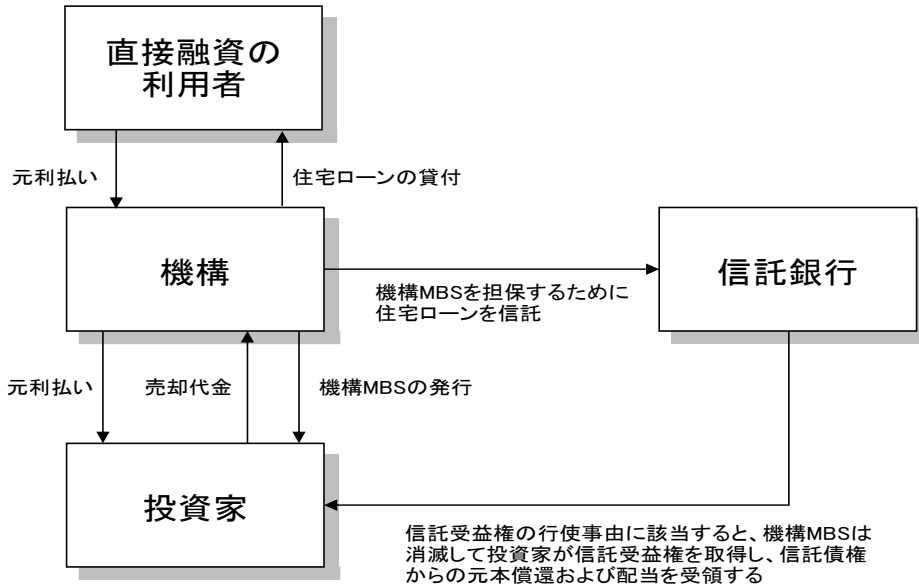 直接融資の
利用者
元利払い
住宅ローンの貸付
機構
信託銀行
機構MBSを担保するために
住宅ローンを信託
元利払い
売却代金
機構MBSの発行
投資家
信託受益権の行使事由に該当すると、機構MBSは
消滅して投資家が信託受益権を取得し、信託債権
からの元本償還および配当を受領する